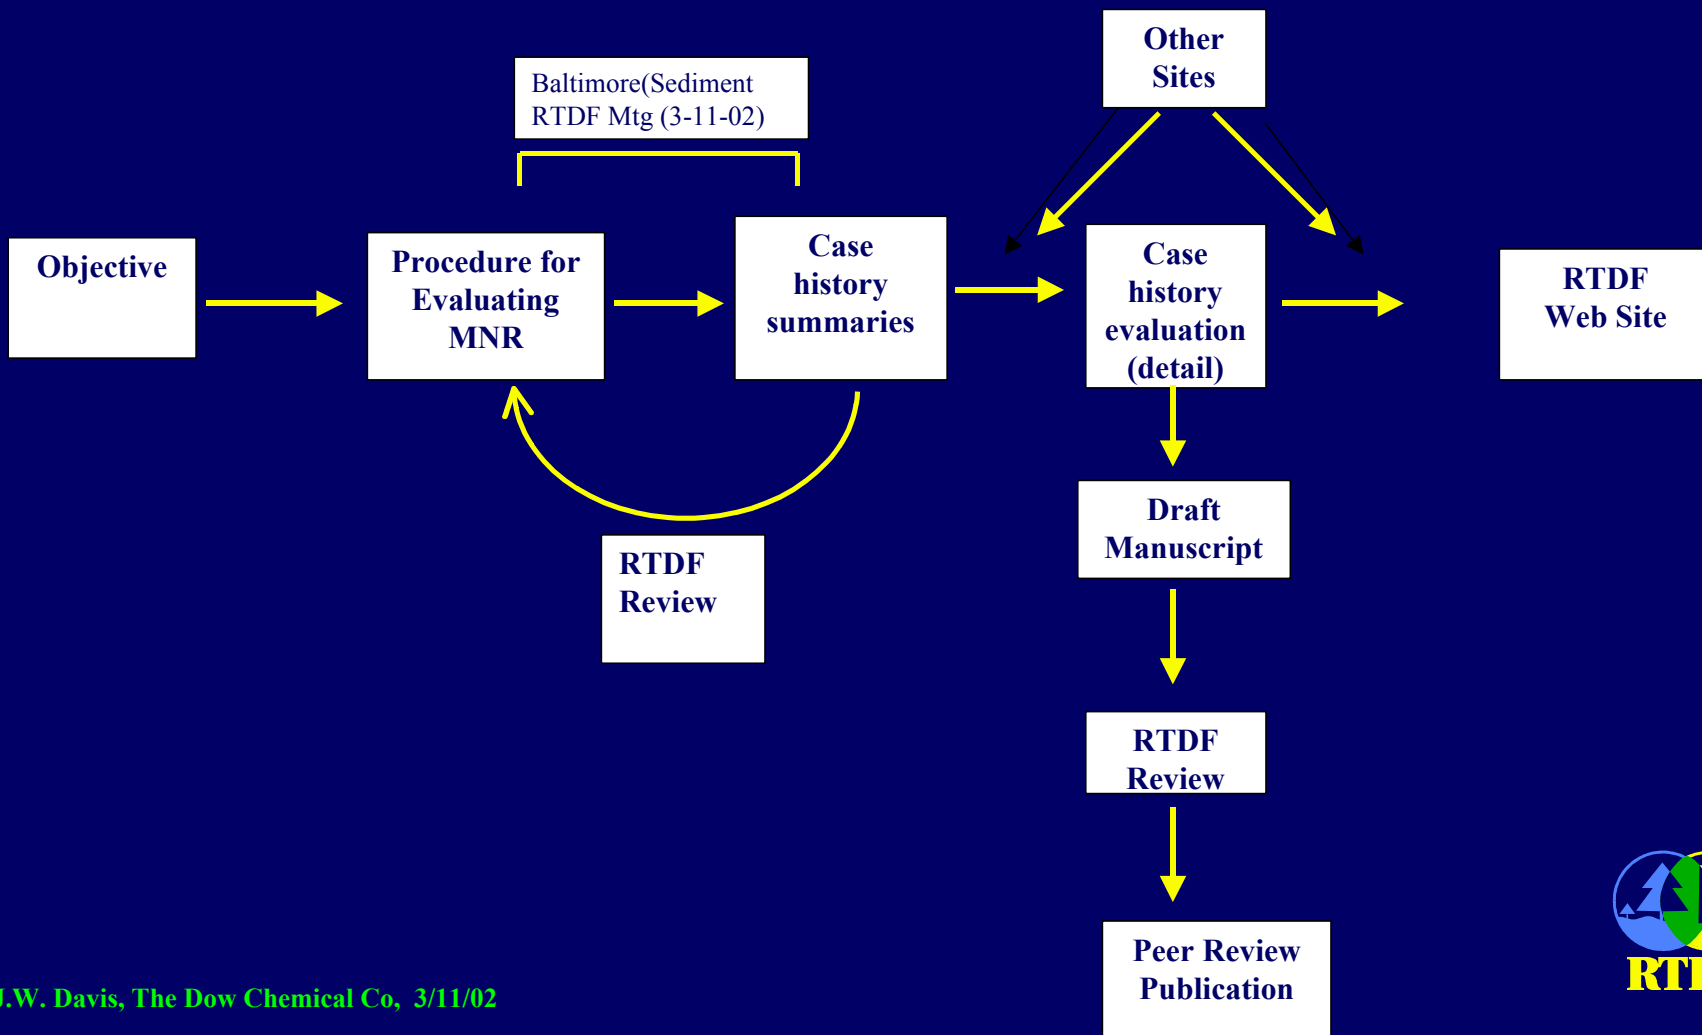 Other
Sites
Baltimore(Sediment
RTDF Mtg (3-11-02)
Objective
Procedure for
Evaluating
MNR
Case
history
summaries
Case
history
evaluation
(detail)
RTDF
Web Site
RTDF
Review
Draft
Manuscript
RTDF
Review
Peer Review
Publication
J.W. Davis, The Dow Chemical Co, 3/11/02